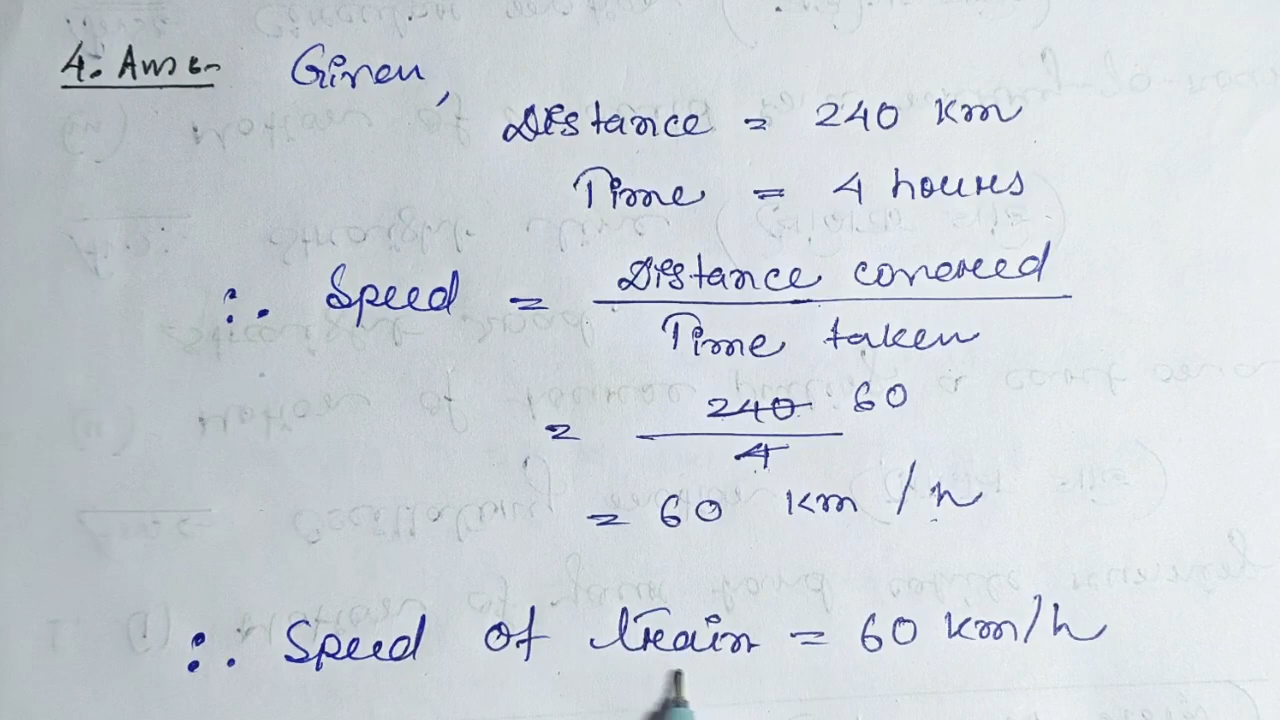 4. Ans:- Given,
Distance = 240 km
Time = 4 hours
∴ Speed = Distance covered
Time taken
= 240 60
4
= 60 km/h
∴ Speed of train = 60 km/h